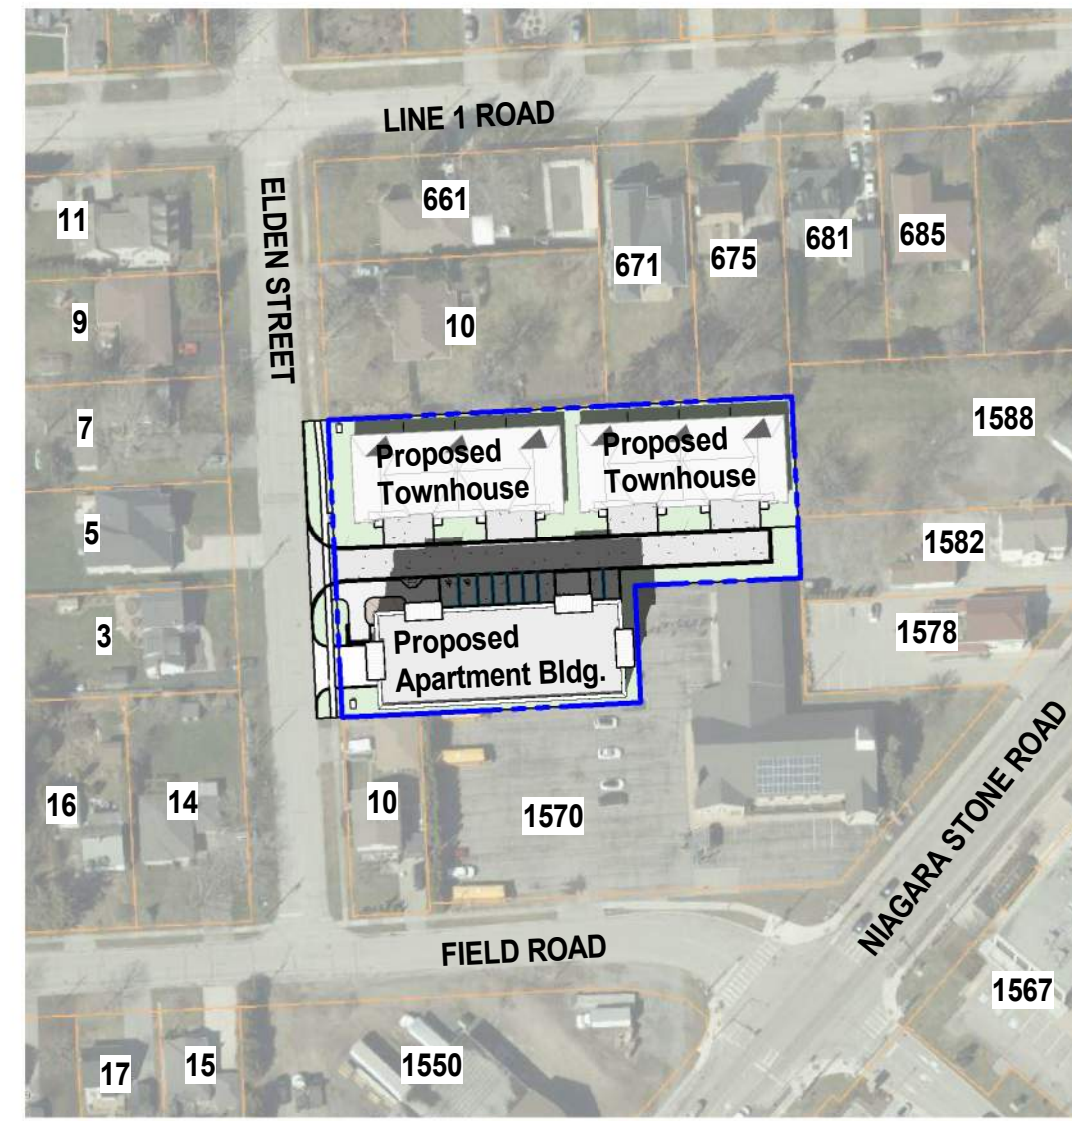 LINE 1 ROAD
ELDEN STREET
661
11
671
675
681
685
9
10
7
1588
Proposed
Townhouse
Proposed
Townhouse
5
1582
3
1578
Proposed
Apartment Bldg.
NIAGARA STONE ROAD
16
14
10
1570
FIELD ROAD
1567
17
15
1550